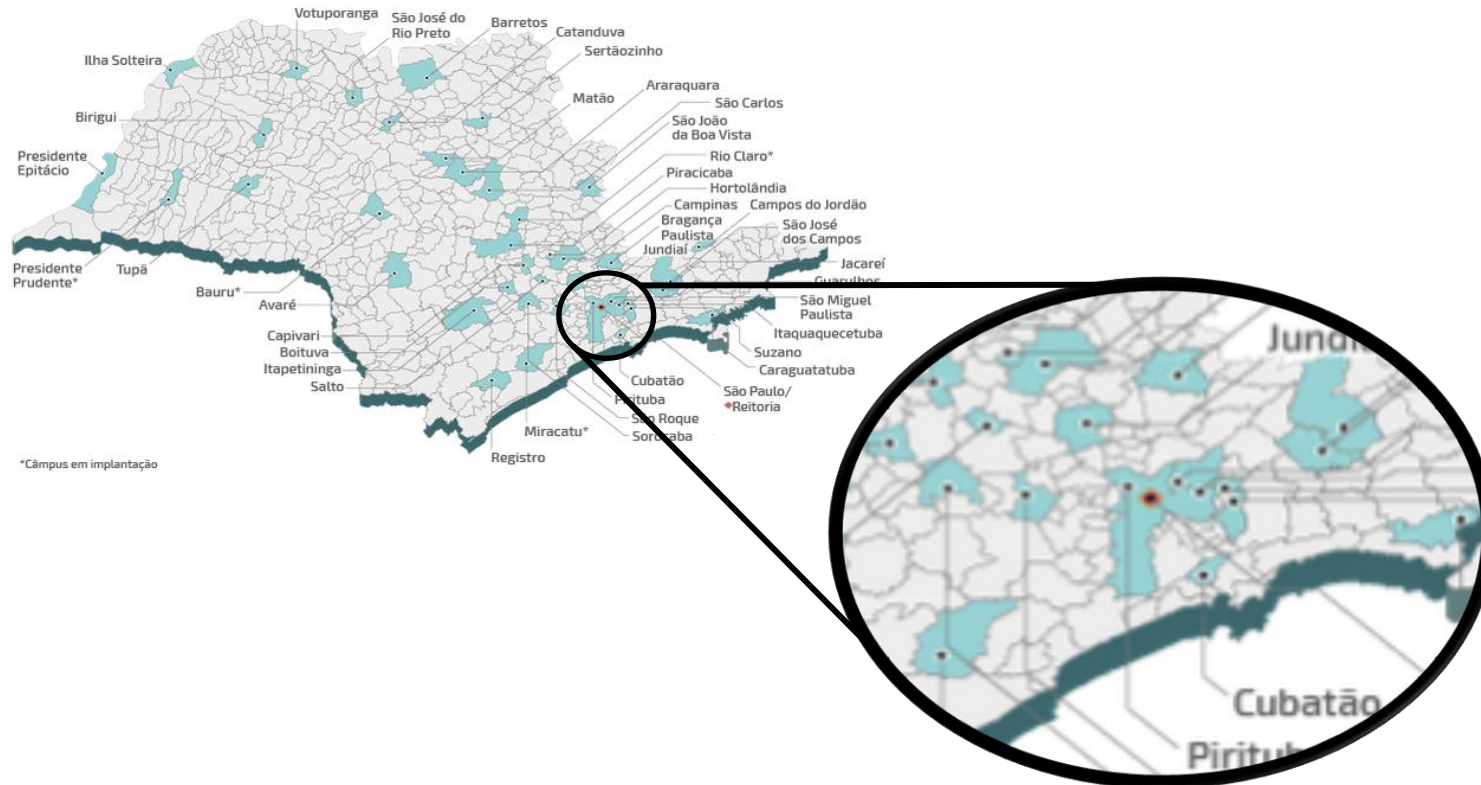 Votuporanga
São José do
Rio Preto
Barretos
Catanduva
Sertãozinho
Ilha Solteira
Araraquara
Matão
São Carlos
Birigui
São João
da Boa Vista
Presidente
Epitácio
Rio Claro*
Piracicaba
Hortolândia
Campinas
Campos do Jordão
Bragança
Paulista
São José
dos Campos
Jundiaí
Jacareí
Presidente
Prudente*
Tupã
Bauru*
Guarulhos
Avaré
São Miguel
Paulista
Itaquaquecetuba
Capivari
Boituva
Itapetininga
Salto
Suzano
Caraguatatuba
Cubatão
São Paulo/
Reitoria
Pirituba
São Roque
Sorocaba
Miracatu*
Registro
*Câmpus em implantação
Jundi
Cubatão
Piritub